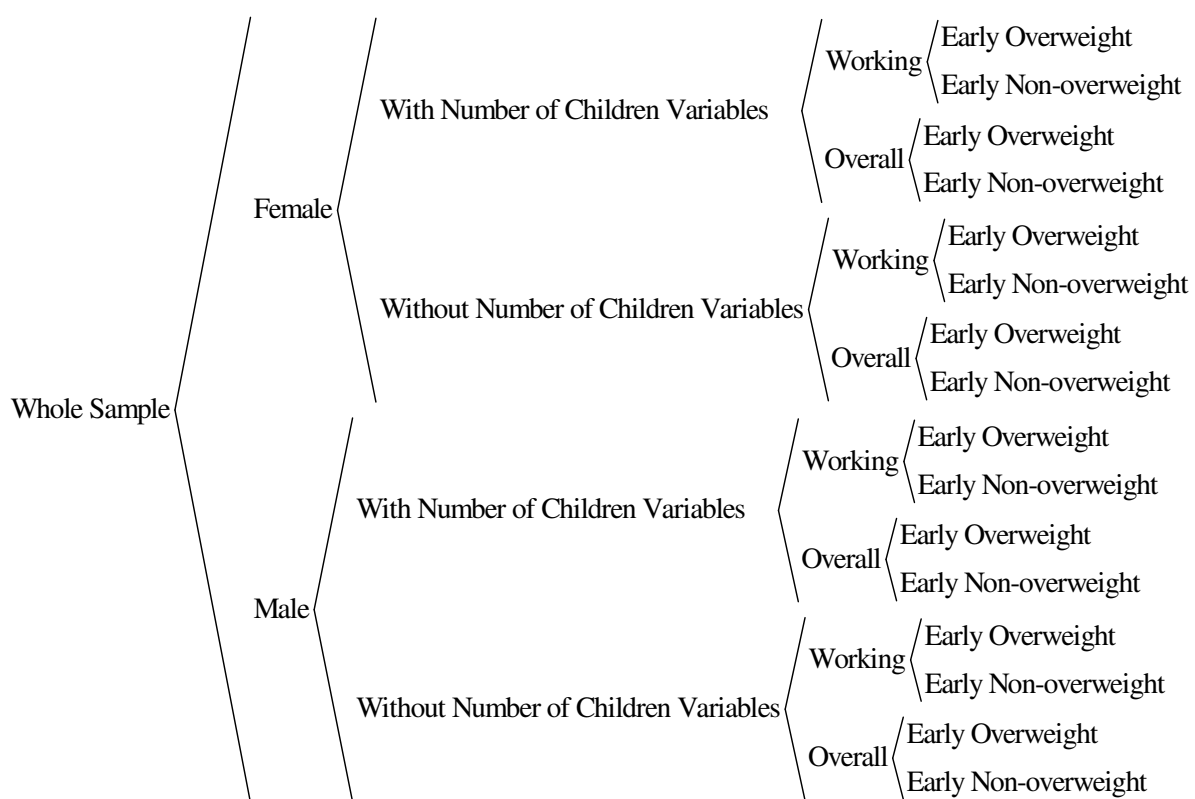 Whole Sample
Female
With Number of Children Variables
Working
Early Overweight
Early Non-overweight
Overall
Early Overweight
Early Non-overweight
Without Number of Children Variables
Working
Early Overweight
Early Non-overweight
Overall
Early Overweight
Early Non-overweight
Male
With Number of Children Variables
Working
Early Overweight
Early Non-overweight
Overall
Early Overweight
Early Non-overweight
Without Number of Children Variables
Working
Early Overweight
Early Non-overweight
Overall
Early Overweight
Early Non-overweight